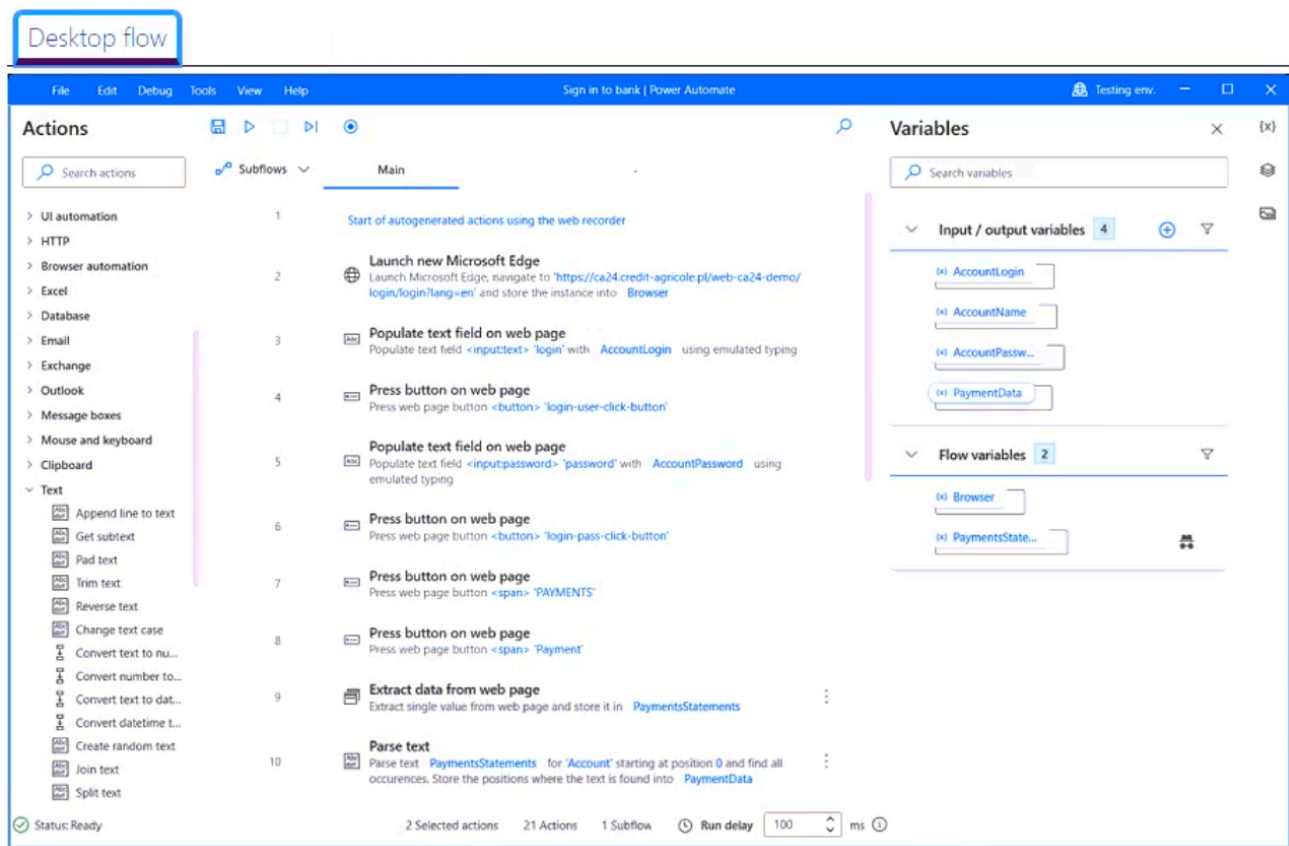 Desktop flow
File Edit Debug Tools View Help
Sign in to bank | Power Automate
Testing env.
Actions
Search actions
UI automation
HTTP
Browser automation
Excel
Database
Email
Exchange
Outlook
Message boxes
Mouse and keyboard
Clipboard
Text
Append line to text
Get subtext
Pad text
Trim text
Reverse text
Change text case
Convert text to nu...
Convert number to...
Convert text to dat...
Convert datetime t...
Create random text
Join text
Split text
Subflows
Main
1
Start of autogenerated actions using the web recorder
2
Launch new Microsoft Edge
Launch Microsoft Edge, navigate to 'https://ca24.credit-agricole.pl/web-ca24-demo/
login/login?lang=en' and store the instance into Browser
3
Populate text field on web page
Populate text field <input:text> 'login' with AccountLogin using emulated typing
4
Press button on web page
Press web page button <button> 'login-user-click-button'
5
Populate text field on web page
Populate text field <input:password> 'password' with AccountPassword using
emulated typing
6
Press button on web page
Press web page button <button> 'login-pass-click-button'
7
Press button on web page
Press web page button <span> 'PAYMENTS'
8
Press button on web page
Press web page button <span> 'Payment'
9
Extract data from web page
Extract single value from web page and store it in PaymentsStatements
10
Parse text
Parse text PaymentsStatements for 'Account' starting at position 0 and find all
occurences. Store the positions where the text is found into PaymentData
Variables
{x}
Search variables
Input / output variables 4
(x) AccountLogin
(x) AccountName
(x) AccountPassw...
(x) PaymentData
Flow variables 2
(x) Browser
(x) PaymentsState...
Status: Ready
2 Selected actions 21 Actions 1 Subflow Run delay 100 ms